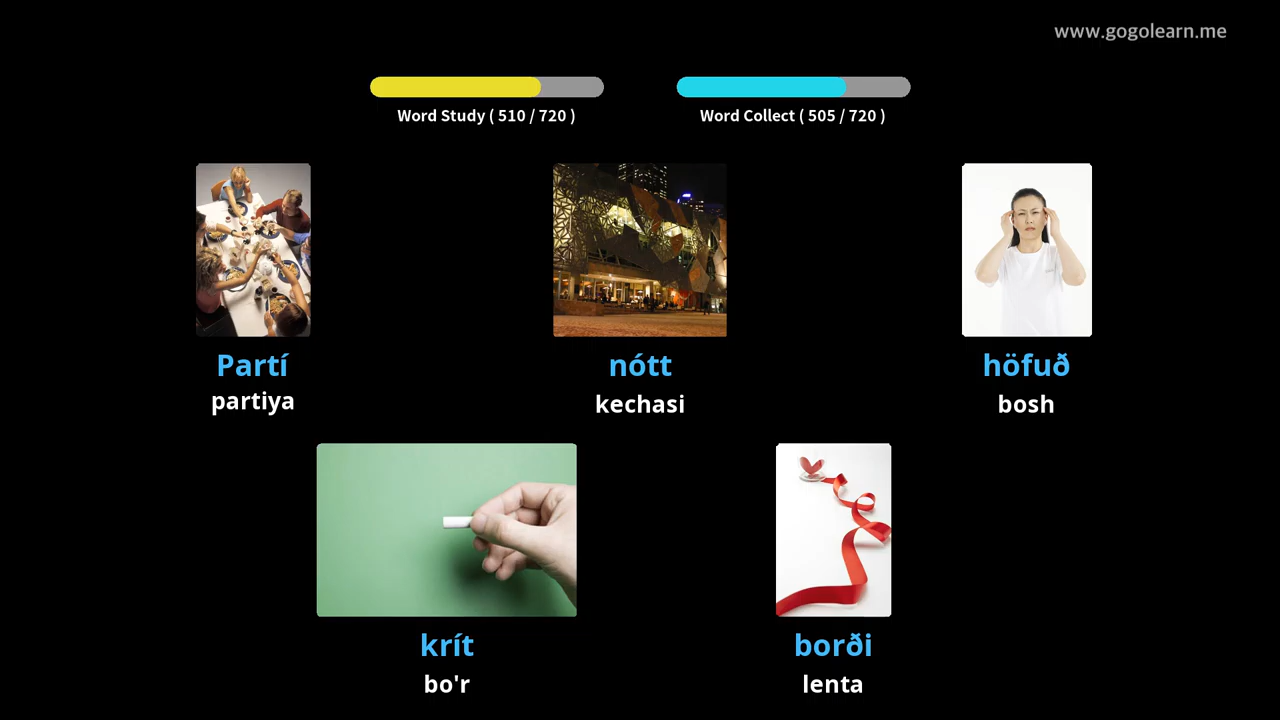 www.gogolearn.me
Word Study ( 510 / 720 )
Word Collect ( 505 / 720 )
Partí
nótt
höfuð
partiya
kechasi
bosh
krít
borði
bo'r
lenta